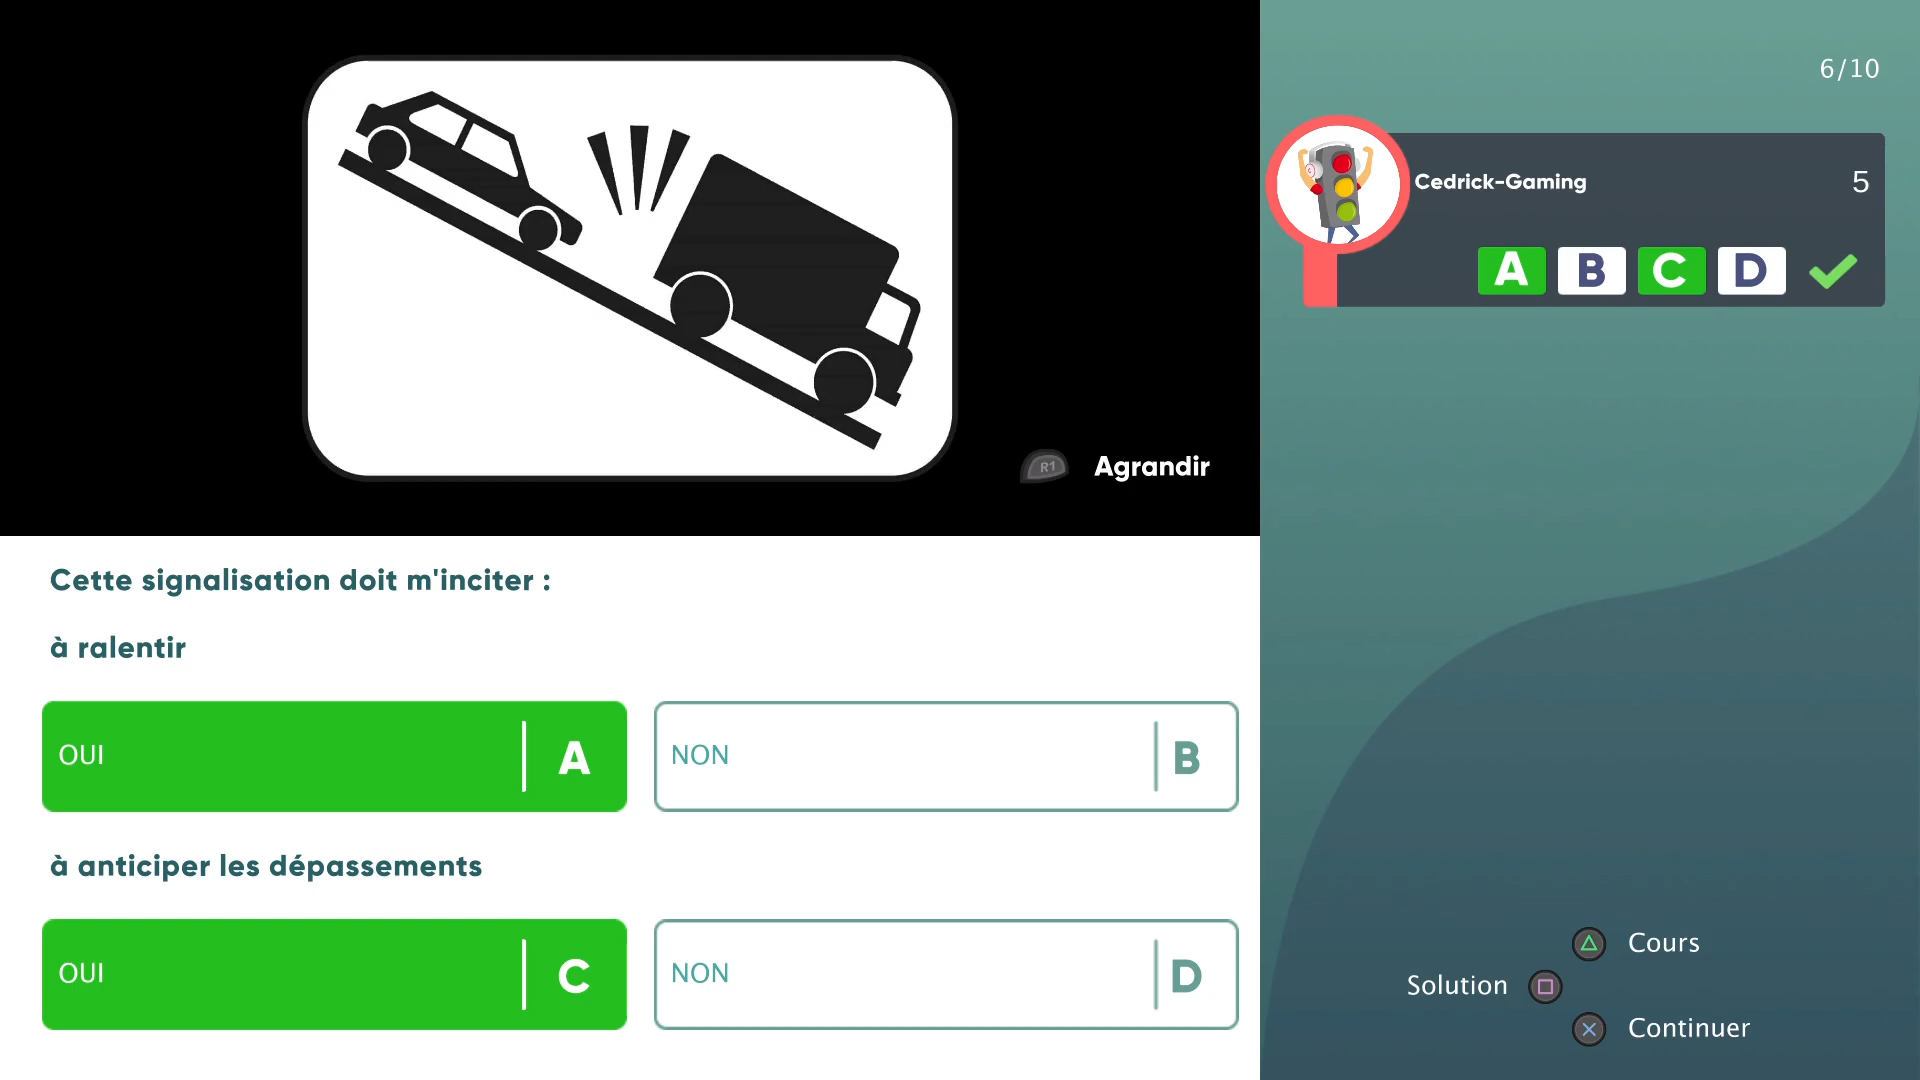 6/10
Cedrick-Gaming
5
A B C D
R1 Agrandir
Cette signalisation doit m'inciter :
à ralentir
OUI A
NON B
à anticiper les dépassements
OUI C
NON D
Cours
Solution
Continuer